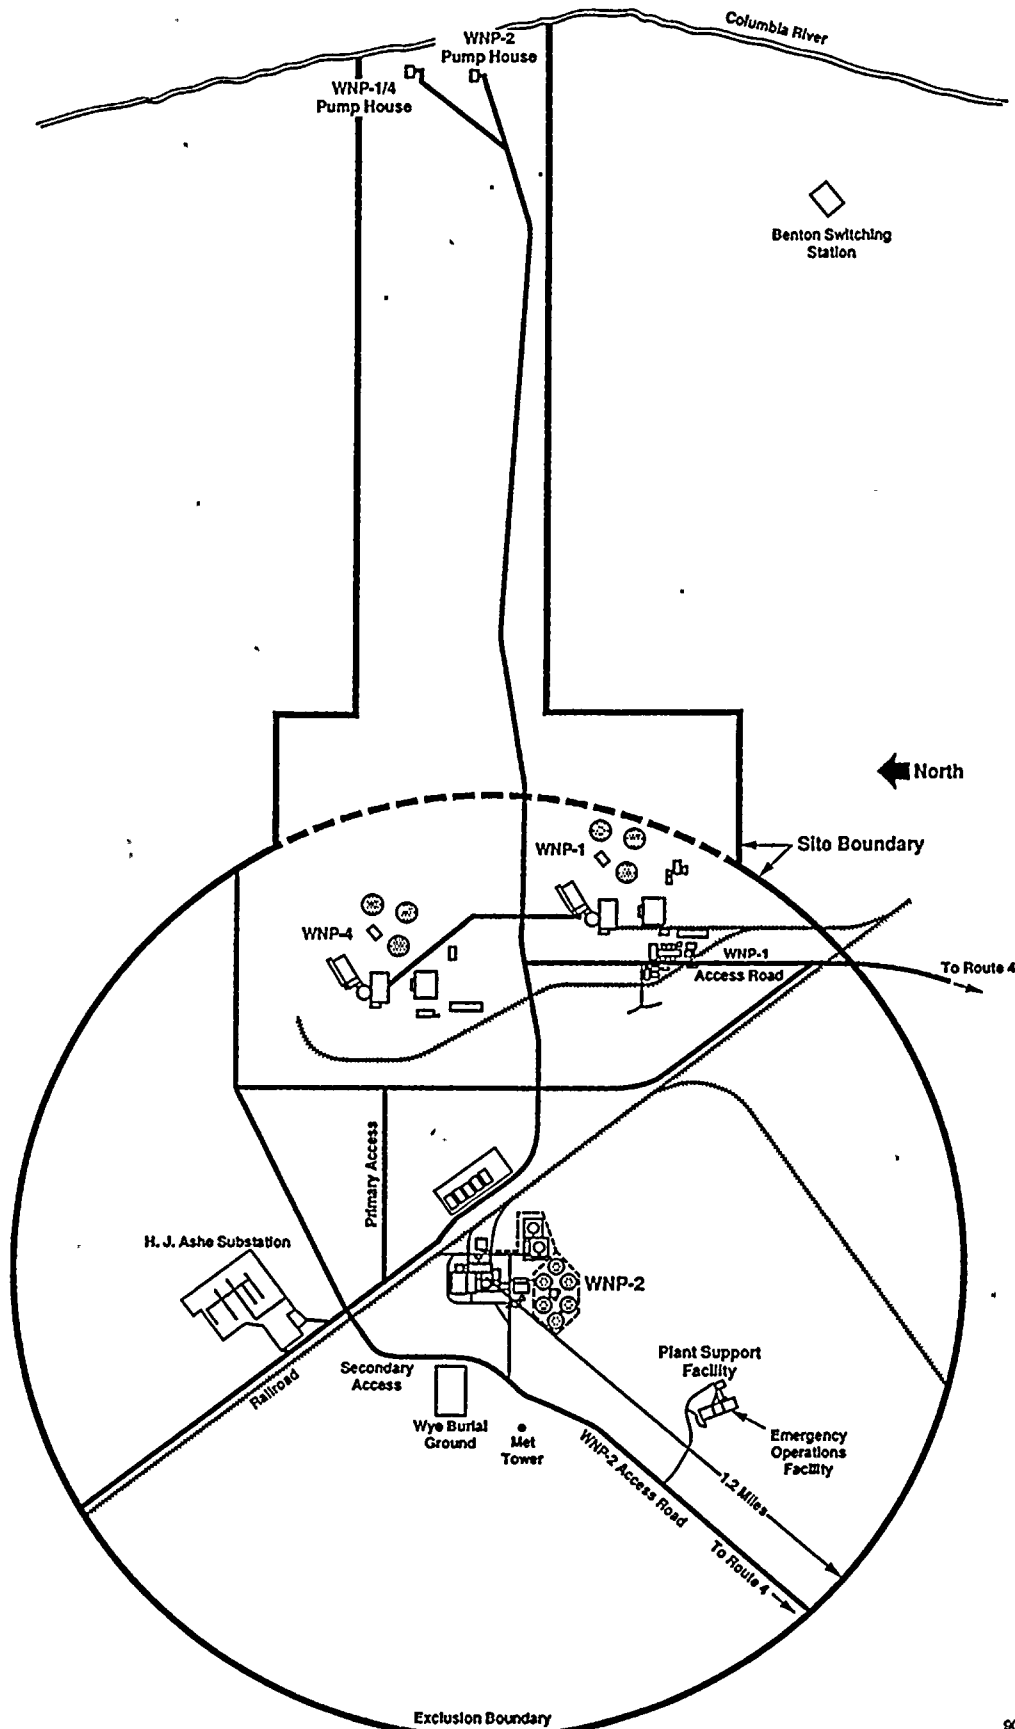 Columbia River
WNP-2
Pump House
WNP-1/4
Pump House
Benton Switching
Station
North
Site Boundary
WNP-1
WNP-4
WNP-1
Access Road
To Route 4
Primary Access
H. J. Ashe Substation
WNP-2
Secondary
Access
Railroad
Wye Burial
Ground
Met
Tower
Plant Support
Facility
Emergency
Operations
Facility
WNP-2 Access Road
1.2 Miles
To Route 4
Exclusion Boundary